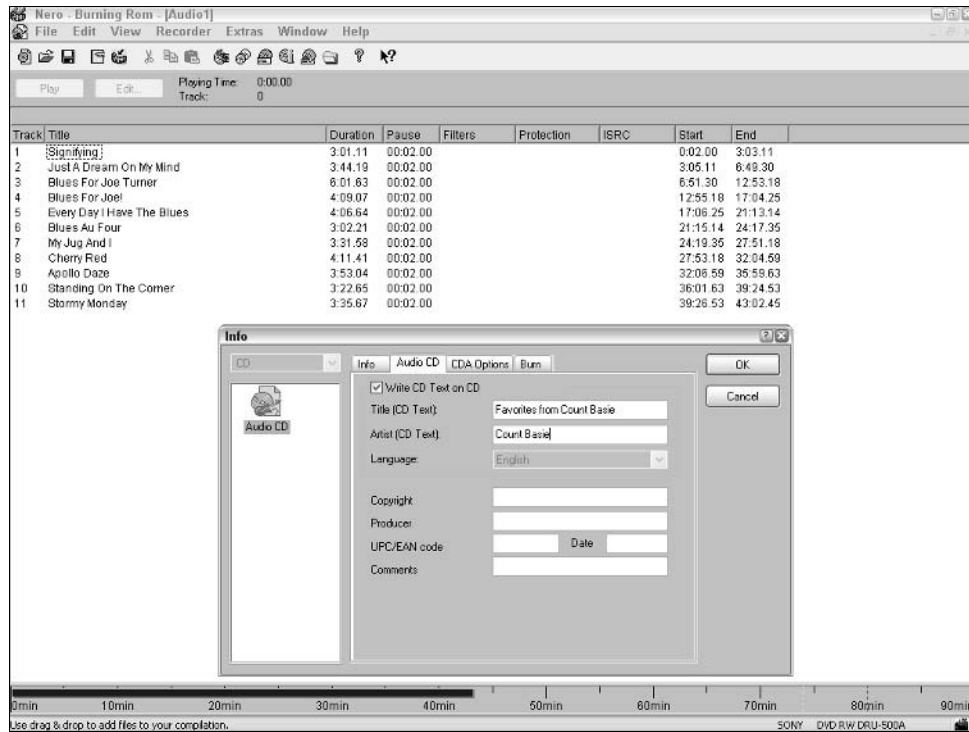 Nero - Burning Rom - [Audio1]
File Edit View Recorder Extras Window Help
Play Edit... Playing Time: 0:00.00
Track: 0
Track Title Duration Pause Filters Protection ISRC Start End
1 Signifying 3:01.11 00:02.00 0:02.00 3:03.11
2 Just A Dream On My Mind 3:44.19 00:02.00 3:05.11 6:49.30
3 Blues For Joe Turner 6:01.63 00:02.00 6:51.30 12:53.18
4 Blues For Joel 4:09.07 00:02.00 12:55.18 17:04.25
5 Every Day I Have The Blues 4:06.64 00:02.00 17:06.25 21:13.14
6 Blues Au Four 3:02.21 00:02.00 21:15.14 24:17.35
7 My Jug And I 3:31.58 00:02.00 24:19.35 27:51.18
8 Cherry Red 4:11.41 00:02.00 27:53.18 32:04.59
9 Apollo Daze 3:53.04 00:02.00 32:06.59 35:59.63
10 Standing On The Corner 3:22.65 00:02.00 36:01.63 39:24.53
11 Stormy Monday 3:35.67 00:02.00 39:26.53 43:02.45
Info
CD
Audio CD
Info Audio CD CDA Options Burn
Write CD Text on CD
Title (CD Text): Favorites from Count Basie
Artist (CD Text): Count Basie
Language: English
Copyright
Producer
UPC/EAN code Date
Comments
OK
Cancel
0min 10min 20min 30min 40min 50min 60min 70min 80min 90min
Use drag & drop to add files to your compilation. SONY DVD RW DRU-500A